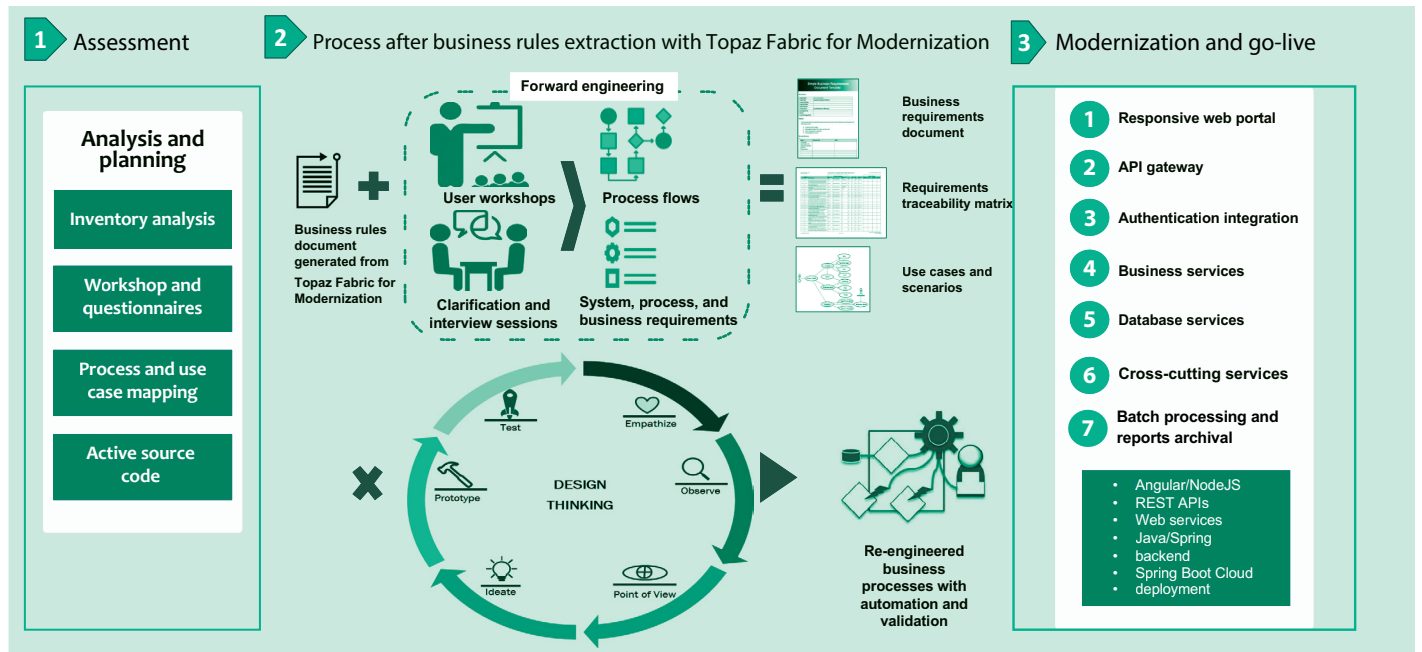 1 Assessment
Analysis and
planning
Inventory analysis
Workshop and
questionnaires
Process and use
case mapping
Active source
code
2 Process after business rules extraction with Topaz Fabric for Modernization
Forward engineering
Business rules
document
generated from
Topaz Fabric for
Modernization
User workshops
Clarification and
interview sessions
Process flows
System, process, and
business requirements
Business
requirements
document
Requirements
traceability matrix
Use cases and
scenarios
DESIGN
THINKING
Empathize
Observe
Point of View
Ideate
Prototype
Test
Re-engineered
business
processes with
automation and
validation
3 Modernization and go-live
1 Responsive web portal
2 API gateway
3 Authentication integration
4 Business services
5 Database services
6 Cross-cutting services
7 Batch processing and
reports archival
• Angular/NodeJS
• REST APIs
• Web services
• Java/Spring
• backend
• Spring Boot Cloud
• deployment